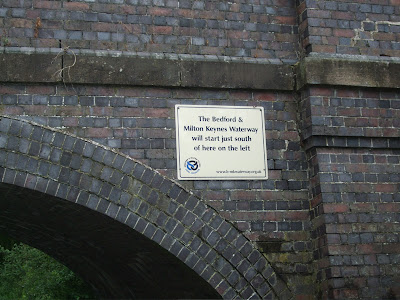 The Bedford &
Milton Keynes Waterway
will start just south
of here on the left